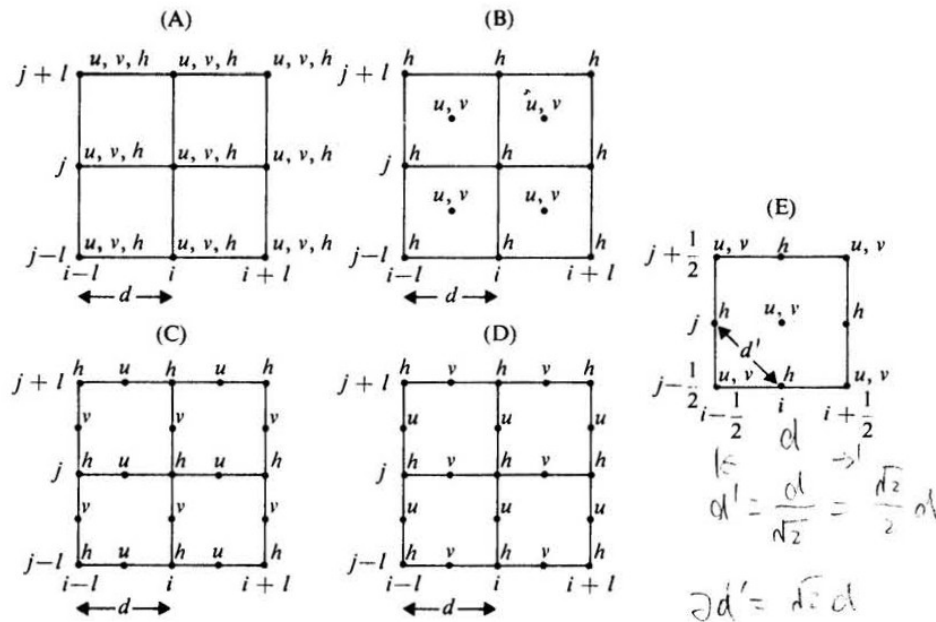 (A)
u, v, h u, v, h u, v, h
j + l
u, v, h u, v, h u, v, h
j
u, v, h u, v, h u, v, h
j−l
i−l i i + l
d
(B)
h h h
j + l
u, v u, v
h h h
j
u, v u, v
h h h
j−l
i−l i i + l
d
(C)
h u h u h
j + l
v v v
h u h u h
j
v v v
h u h u h
j−l
i−l i i + l
d
(D)
h v h v h
j + l
u u u
h v h v h
j
u u u
h v h v h
j−l
i−l i i + l
d
(E)
u, v h u, v
j + 1/2
h u, v h
j
d'
u, v h u, v
j − 1/2
i − 1/2 i i + 1/2
d
d' = d/√2 = √2/2 d
2d' = √2 d